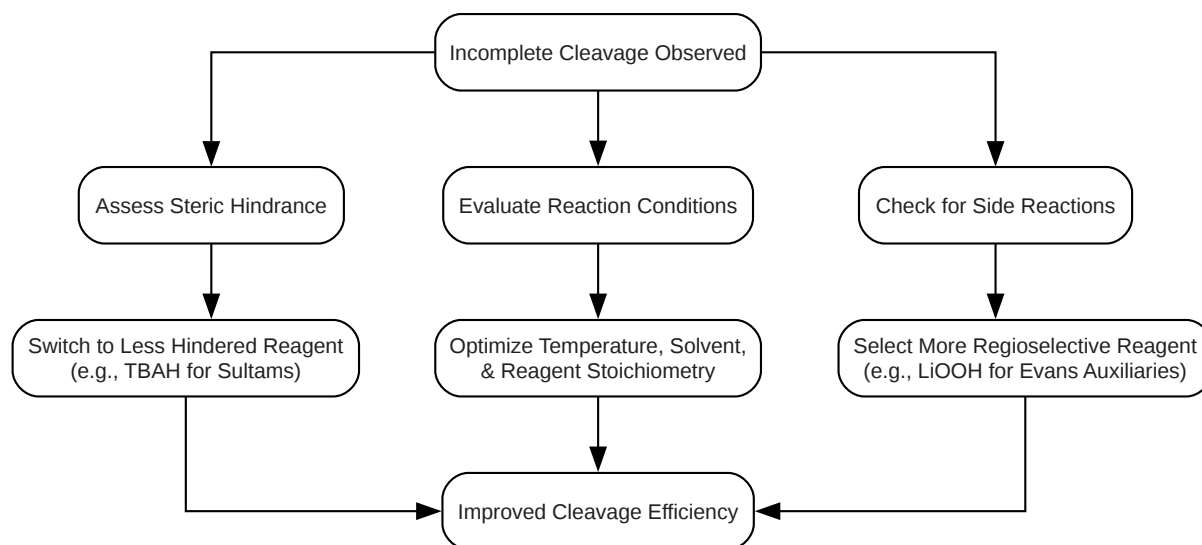 Incomplete Cleavage Observed
Assess Steric Hindrance
Evaluate Reaction Conditions
Check for Side Reactions
Switch to Less Hindered Reagent
(e.g., TBAH for Sultams)
Optimize Temperature, Solvent,
& Reagent Stoichiometry
Select More Regioselective Reagent
(e.g., LiOOH for Evans Auxiliaries)
Improved Cleavage Efficiency